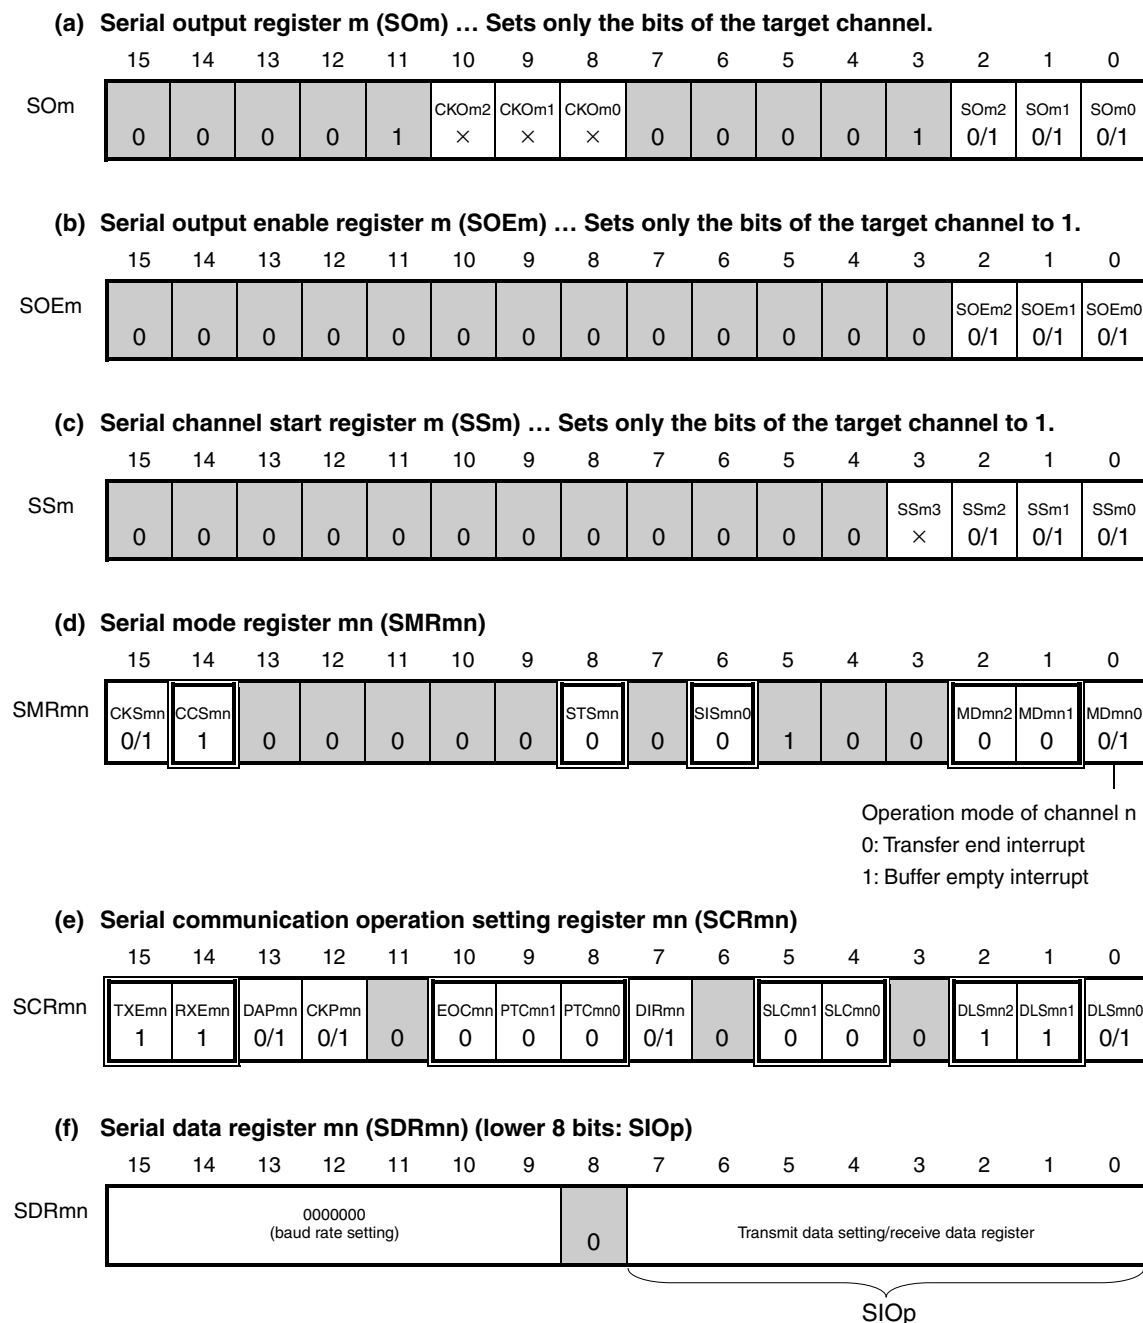 (a) Serial output register m (SOm) … Sets only the bits of the target channel.
15 14 13 12 11 10 9 8 7 6 5 4 3 2 1 0
SOm
CKOm2 CKOm1 CKOm0 SOm2 SOm1 SOm0
0 0 0 0 1 × × × 0 0 0 0 1 0/1 0/1 0/1
(b) Serial output enable register m (SOEm) … Sets only the bits of the target channel to 1.
15 14 13 12 11 10 9 8 7 6 5 4 3 2 1 0
SOEm
SOEm2 SOEm1 SOEm0
0 0 0 0 0 0 0 0 0 0 0 0 0 0/1 0/1 0/1
(c) Serial channel start register m (SSm) … Sets only the bits of the target channel to 1.
15 14 13 12 11 10 9 8 7 6 5 4 3 2 1 0
SSm
SSm3 SSm2 SSm1 SSm0
0 0 0 0 0 0 0 0 0 0 0 0 × 0/1 0/1 0/1
(d) Serial mode register mn (SMRmn)
15 14 13 12 11 10 9 8 7 6 5 4 3 2 1 0
SMRmn
CKSmn CCSmn STSmn SISmn0 MDmn2 MDmn1 MDmn0
0/1 1 0 0 0 0 0 0 0 0 1 0 0 0 0 0/1
Operation mode of channel n
0: Transfer end interrupt
1: Buffer empty interrupt
(e) Serial communication operation setting register mn (SCRmn)
15 14 13 12 11 10 9 8 7 6 5 4 3 2 1 0
SCRmn
TXEmn RXEmn DAPmn CKPmn EOCmn PTCmn1 PTCmn0 DIRmn SLCmn1 SLCmn0 DLSmn2 DLSmn1 DLSmn0
1 1 0/1 0/1 0 0 0 0 0/1 0 0 0 0 1 1 0/1
(f) Serial data register mn (SDRmn) (lower 8 bits: SIOp)
15 14 13 12 11 10 9 8 7 6 5 4 3 2 1 0
SDRmn
0000000
(baud rate setting)
0
Transmit data setting/receive data register
SIOp